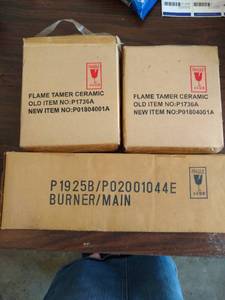 FLAME TAMER CERAMIC
OLD ITEM NO:P1736A
NEW ITEM NO:P01804001A
FLAME TAMER CERAMIC
OLD ITEM NO:P1736A
NEW ITEM NO:P01804001A
P1925B/P02001044E
BURNER/MAIN